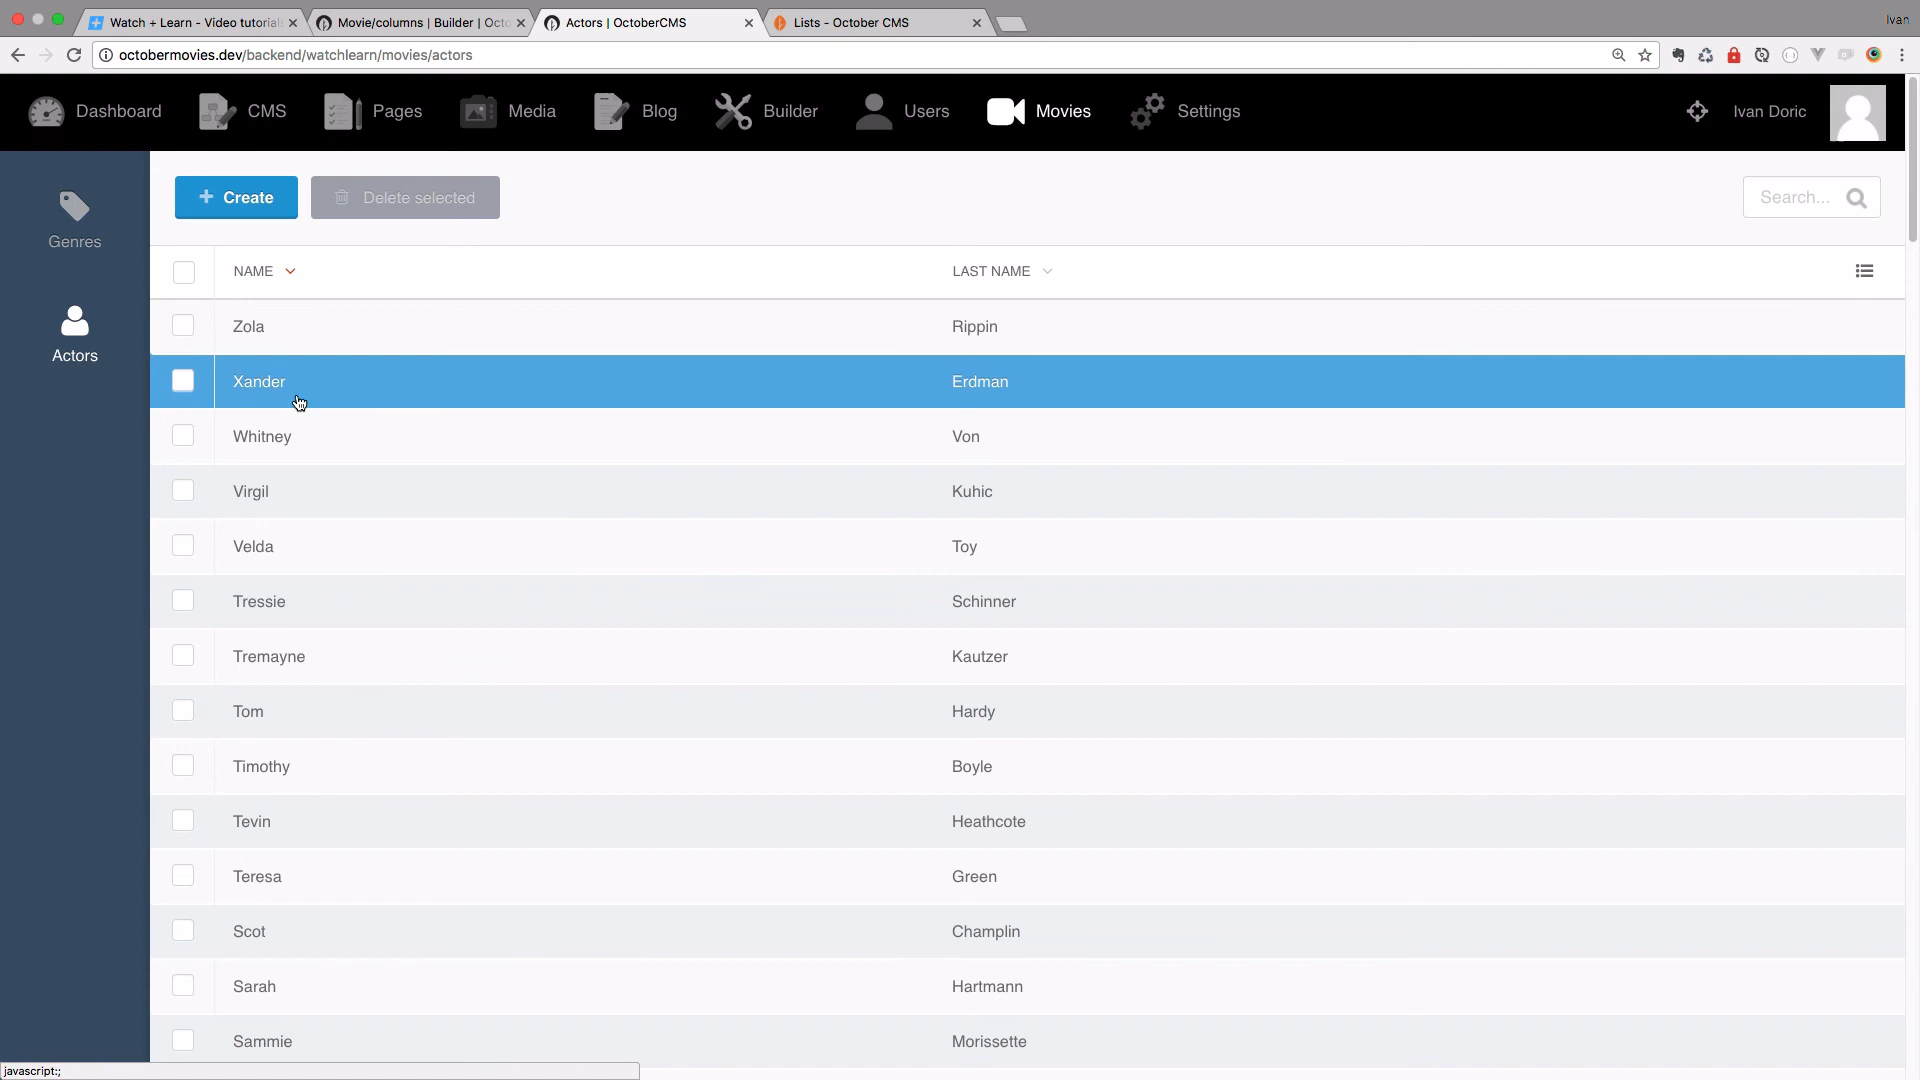 Watch + Learn - Video tutorial
Movie/columns | Builder | Octo
Actors | OctoberCMS
Lists - October CMS
Ivan
octobermovies.dev/backend/watchlearn/movies/actors
Dashboard
CMS
Pages
Media
Blog
Builder
Users
Movies
Settings
Ivan Doric
Genres
Actors
Create
Delete selected
Search...
NAME LAST NAME
Zola Rippin
Xander Erdman
Whitney Von
Virgil Kuhic
Velda Toy
Tressie Schinner
Tremayne Kautzer
Tom Hardy
Timothy Boyle
Tevin Heathcote
Teresa Green
Scot Champlin
Sarah Hartmann
Sammie Morissette
javascript:;